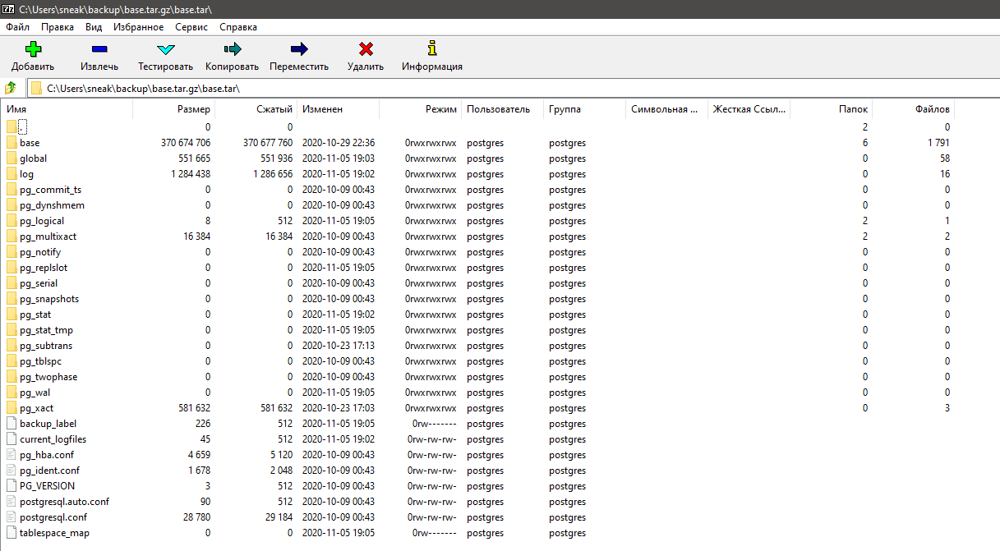 C:\Users\sneak\backup\base.tar.gz\base.tar\
Файл Правка Вид Избранное Сервис Справка
Добавить Извлечь Тестировать Копировать Переместить Удалить Информация
C:\Users\sneak\backup\base.tar.gz\base.tar\
Имя Размер Сжатый Изменен Режим Пользователь Группа Символьная ... Жесткая Ссыл... Папок Файлов
. 0 0 2 0
base 370 674 706 370 677 760 2020-10-29 22:36 0rwxrwxrwx postgres postgres 6 1 791
global 551 665 551 936 2020-11-05 19:03 0rwxrwxrwx postgres postgres 0 58
log 1 284 438 1 286 656 2020-11-05 19:02 0rwxrwxrwx postgres postgres 0 16
pg_commit_ts 0 0 2020-10-09 00:43 0rwxrwxrwx postgres postgres 0 0
pg_dynshmem 0 0 2020-10-09 00:43 0rwxrwxrwx postgres postgres 0 0
pg_logical 8 512 2020-11-05 19:05 0rwxrwxrwx postgres postgres 2 1
pg_multixact 16 384 16 384 2020-10-09 00:43 0rwxrwxrwx postgres postgres 2 2
pg_notify 0 0 2020-10-09 00:43 0rwxrwxrwx postgres postgres 0 0
pg_replslot 0 0 2020-11-05 19:05 0rwxrwxrwx postgres postgres 0 0
pg_serial 0 0 2020-10-09 00:43 0rwxrwxrwx postgres postgres 0 0
pg_snapshots 0 0 2020-10-09 00:43 0rwxrwxrwx postgres postgres 0 0
pg_stat 0 0 2020-11-05 19:02 0rwxrwxrwx postgres postgres 0 0
pg_stat_tmp 0 0 2020-11-05 19:05 0rwxrwxrwx postgres postgres 0 0
pg_subtrans 0 0 2020-10-23 17:13 0rwxrwxrwx postgres postgres 0 0
pg_tblspc 0 0 2020-10-09 00:43 0rwxrwxrwx postgres postgres 0 0
pg_twophase 0 0 2020-10-09 00:43 0rwxrwxrwx postgres postgres 0 0
pg_wal 0 0 2020-11-05 19:05 0rwxrwxrwx postgres postgres 0 0
pg_xact 581 632 581 632 2020-10-23 17:03 0rwxrwxrwx postgres postgres 0 3
backup_label 226 512 2020-11-05 19:05 0rw------- postgres postgres
current_logfiles 45 512 2020-11-05 19:02 0rw-rw-rw- postgres postgres
pg_hba.conf 4 659 5 120 2020-10-09 00:43 0rw-rw-rw- postgres postgres
pg_ident.conf 1 678 2 048 2020-10-09 00:43 0rw-rw-rw- postgres postgres
PG_VERSION 3 512 2020-10-09 00:43 0rw-rw-rw- postgres postgres
postgresql.auto.conf 90 512 2020-10-09 00:43 0rw-rw-rw- postgres postgres
postgresql.conf 28 780 29 184 2020-10-09 00:43 0rw-rw-rw- postgres postgres
tablespace_map 0 0 2020-11-05 19:05 0rw------- postgres postgres